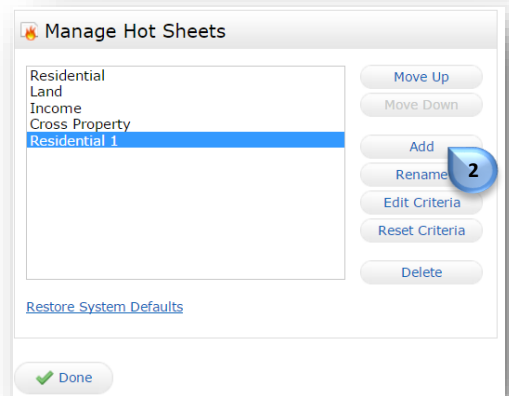 Manage Hot Sheets
Residential
Land
Income
Cross Property
Residential 1
Move Up
Move Down
Add
2
Rename
Edit Criteria
Reset Criteria
Delete
Restore System Defaults
Done